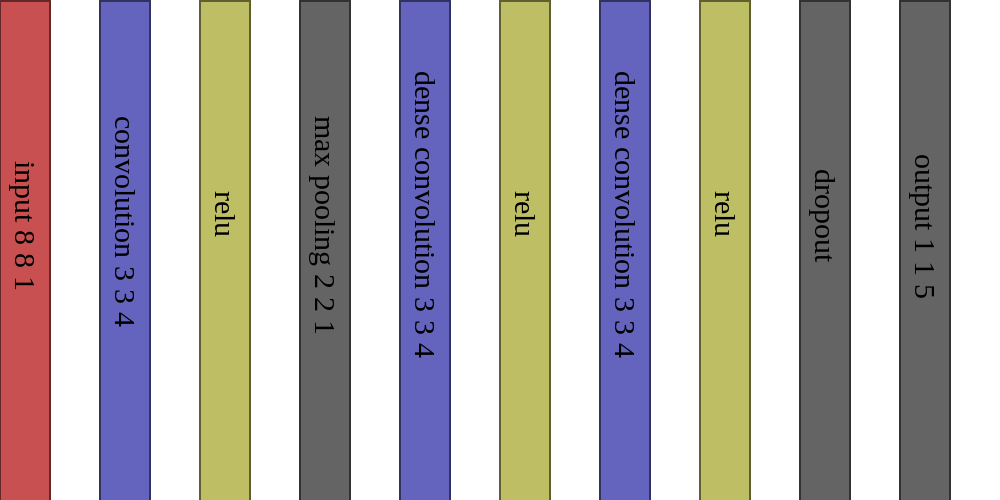 input 8 8 1
convolution 3 3 4
relu
max pooling 2 2 1
dense convolution 3 3 4
relu
dense convolution 3 3 4
relu
dropout
output 1 1 5